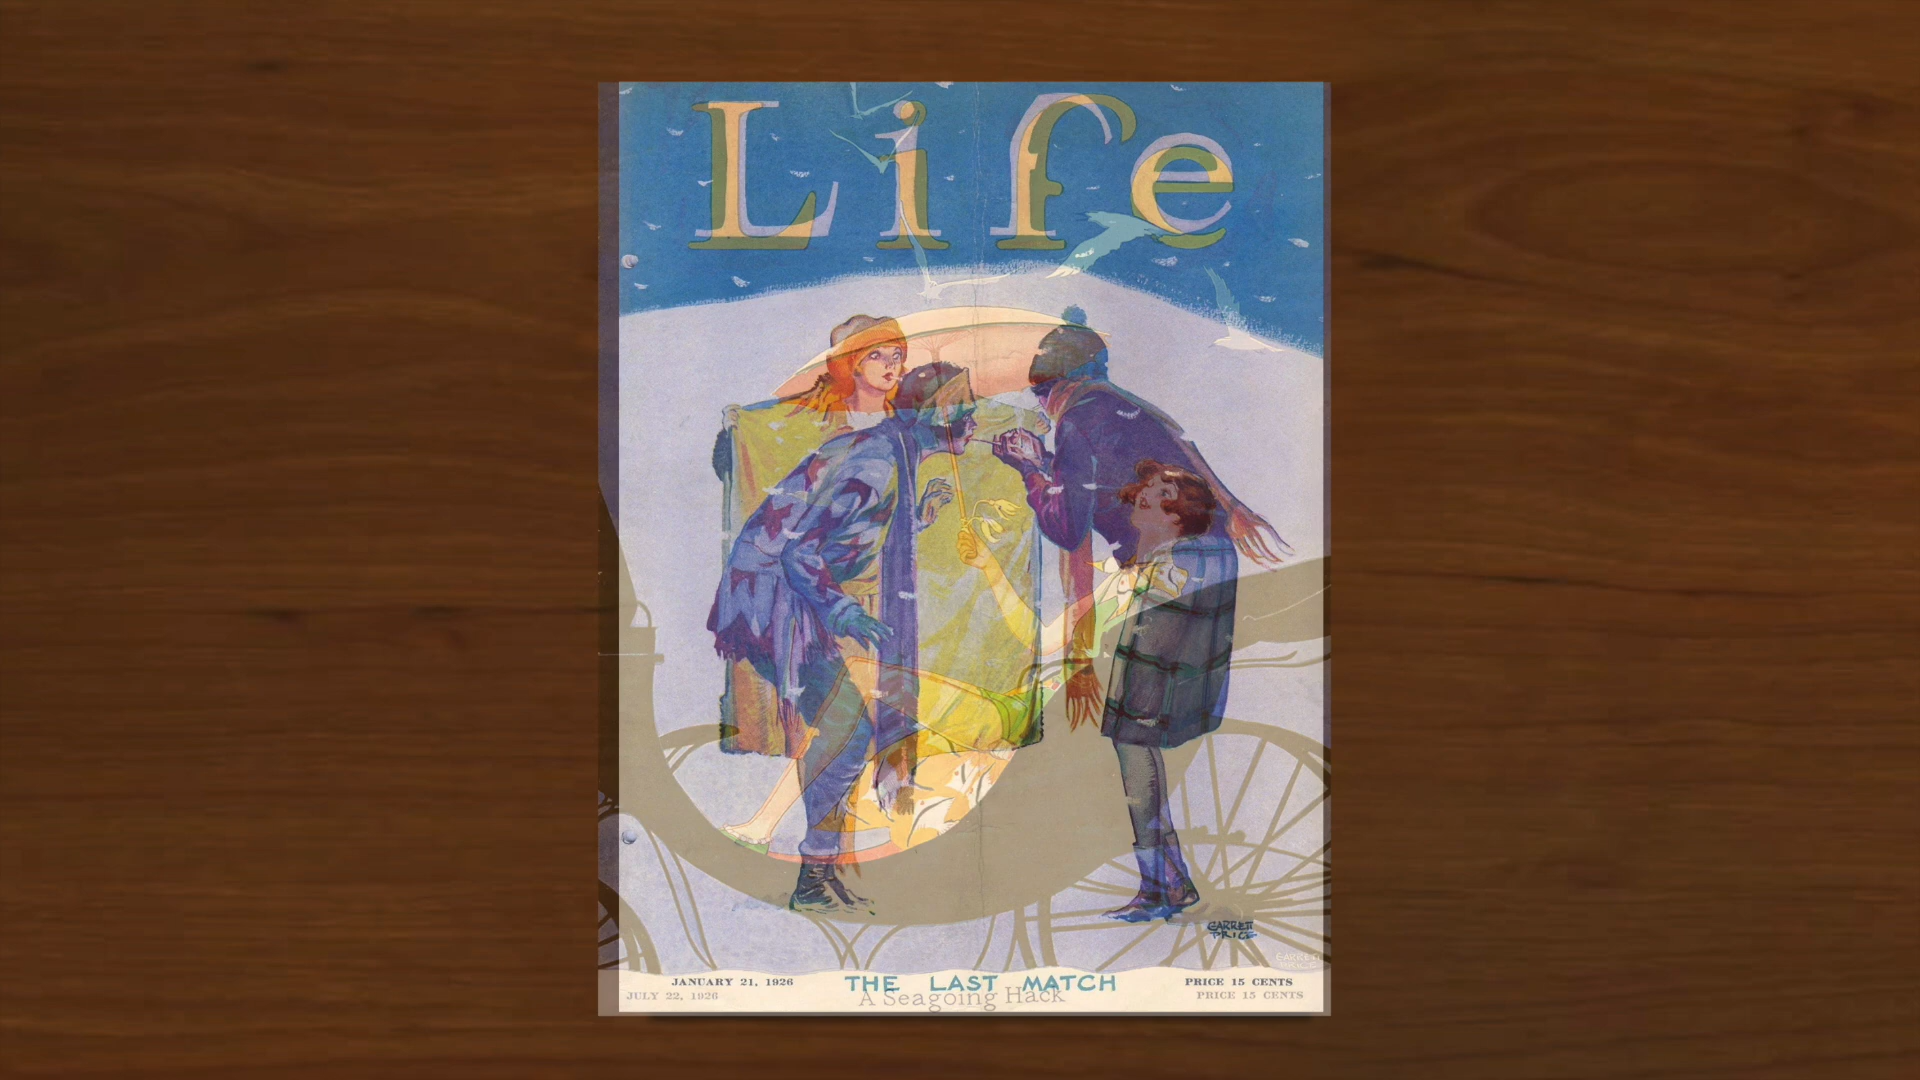 Life
GARRETT
PRICE
GARRETT
JANUARY 21, 1926 THE LAST MATCH PRICE 15 CENTS
JULY 22, 1926 A Seagoing Hack PRICE 15 CENTS